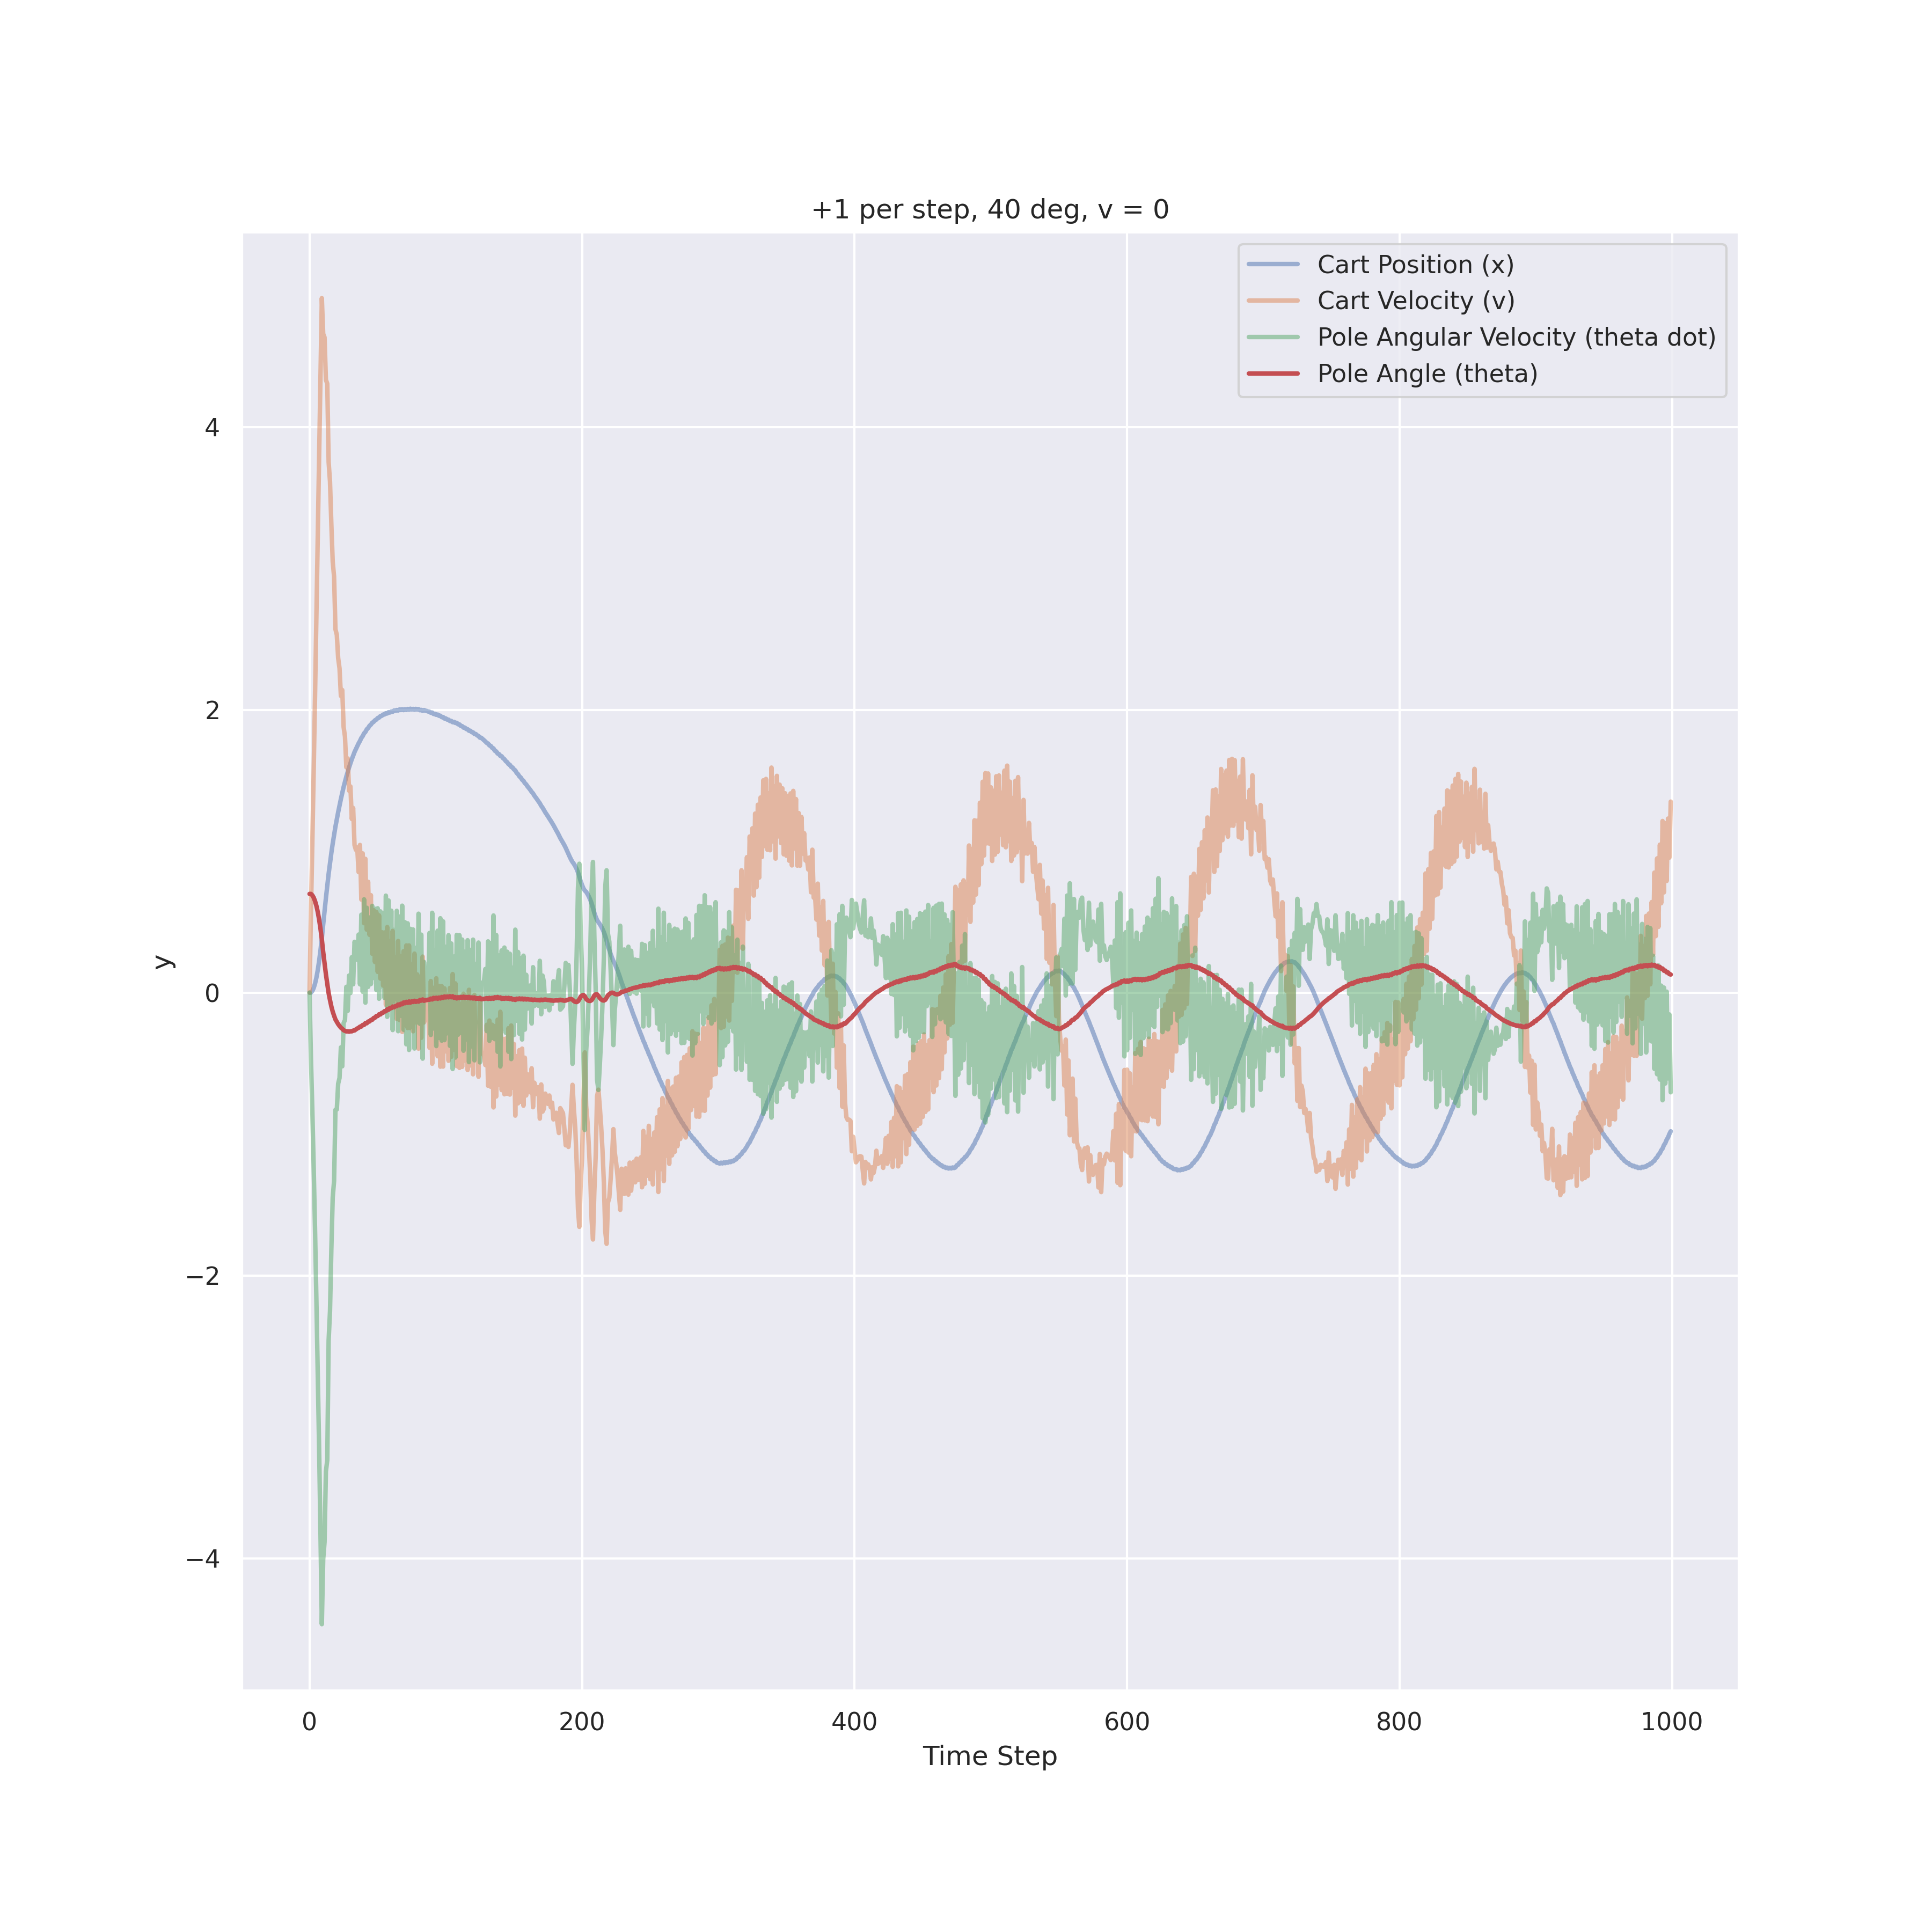 +1 per step, 40 deg, v = 0
Cart Position (x)
Cart Velocity (v)
Pole Angular Velocity (theta dot)
Pole Angle (theta)
y
4
2
0
−2
−4
0 200 400 600 800 1000
Time Step